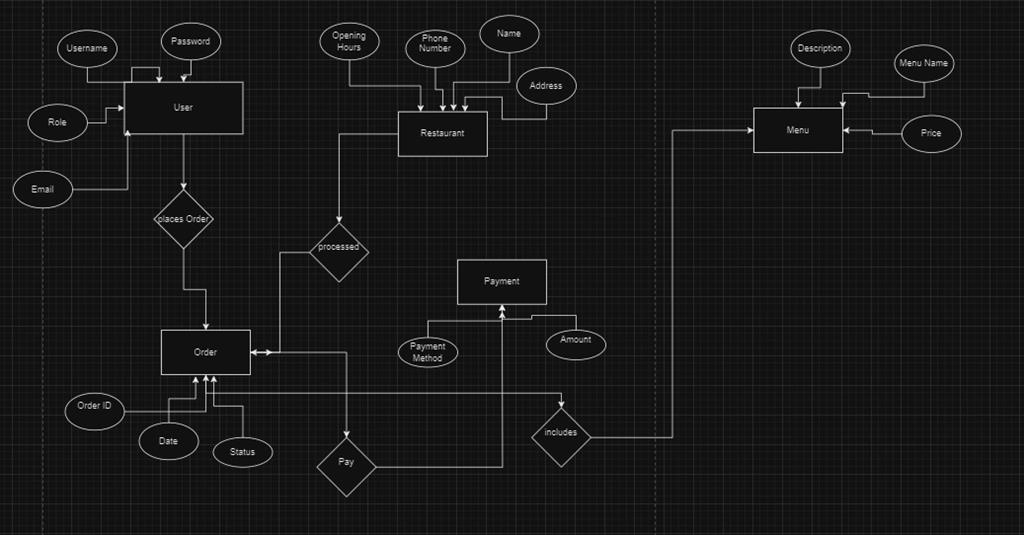 Username
Password
Opening
Hours
Phone
Number
Name
Description
Menu Name
Address
User
Role
Restaurant
Menu
Price
Email
places Order
processed
Payment
Order
Payment
Method
Amount
Order ID
Date
Status
Pay
includes